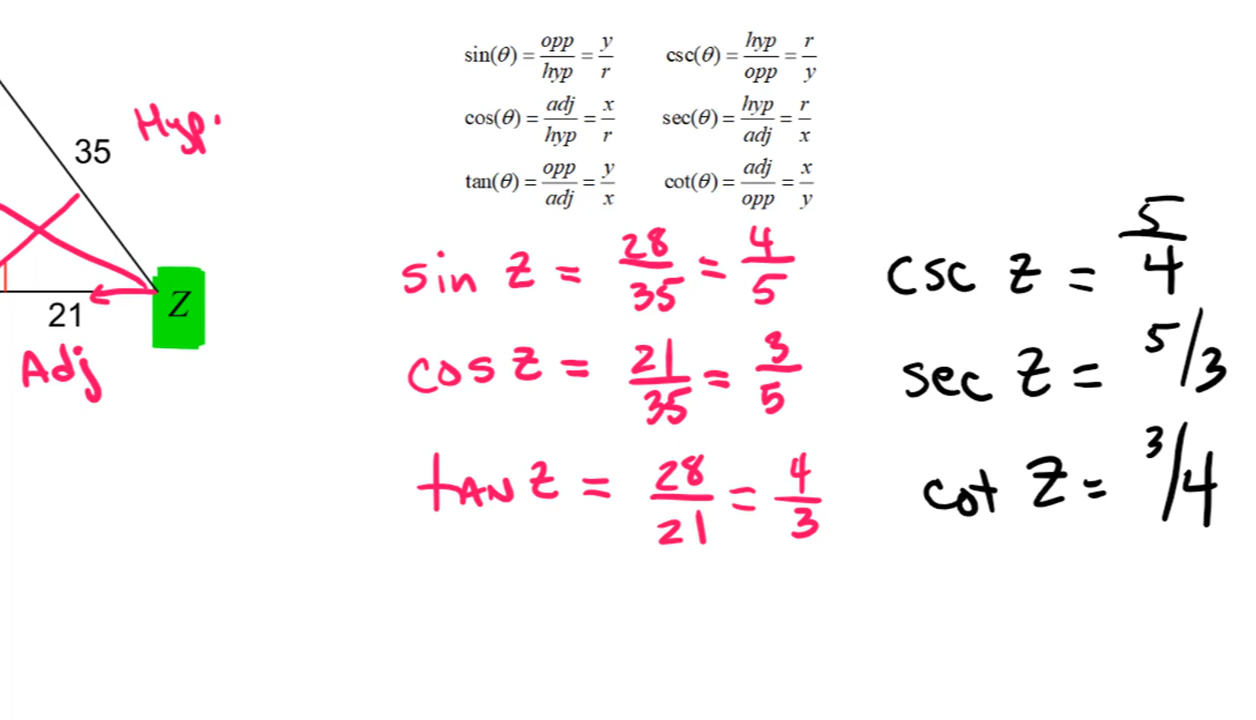 sin(θ) = opp/hyp = y/r    csc(θ) = hyp/opp = r/y
cos(θ) = adj/hyp = x/r    sec(θ) = hyp/adj = r/x
tan(θ) = opp/adj = y/x    cot(θ) = adj/opp = x/y
Hyp.
35
Z
21
Adj
sin Z = 28/35 = 4/5    csc Z = 5/4
cos Z = 21/35 = 3/5    sec Z = 5/3
tAN Z = 28/21 = 4/3    cot Z = 3/4